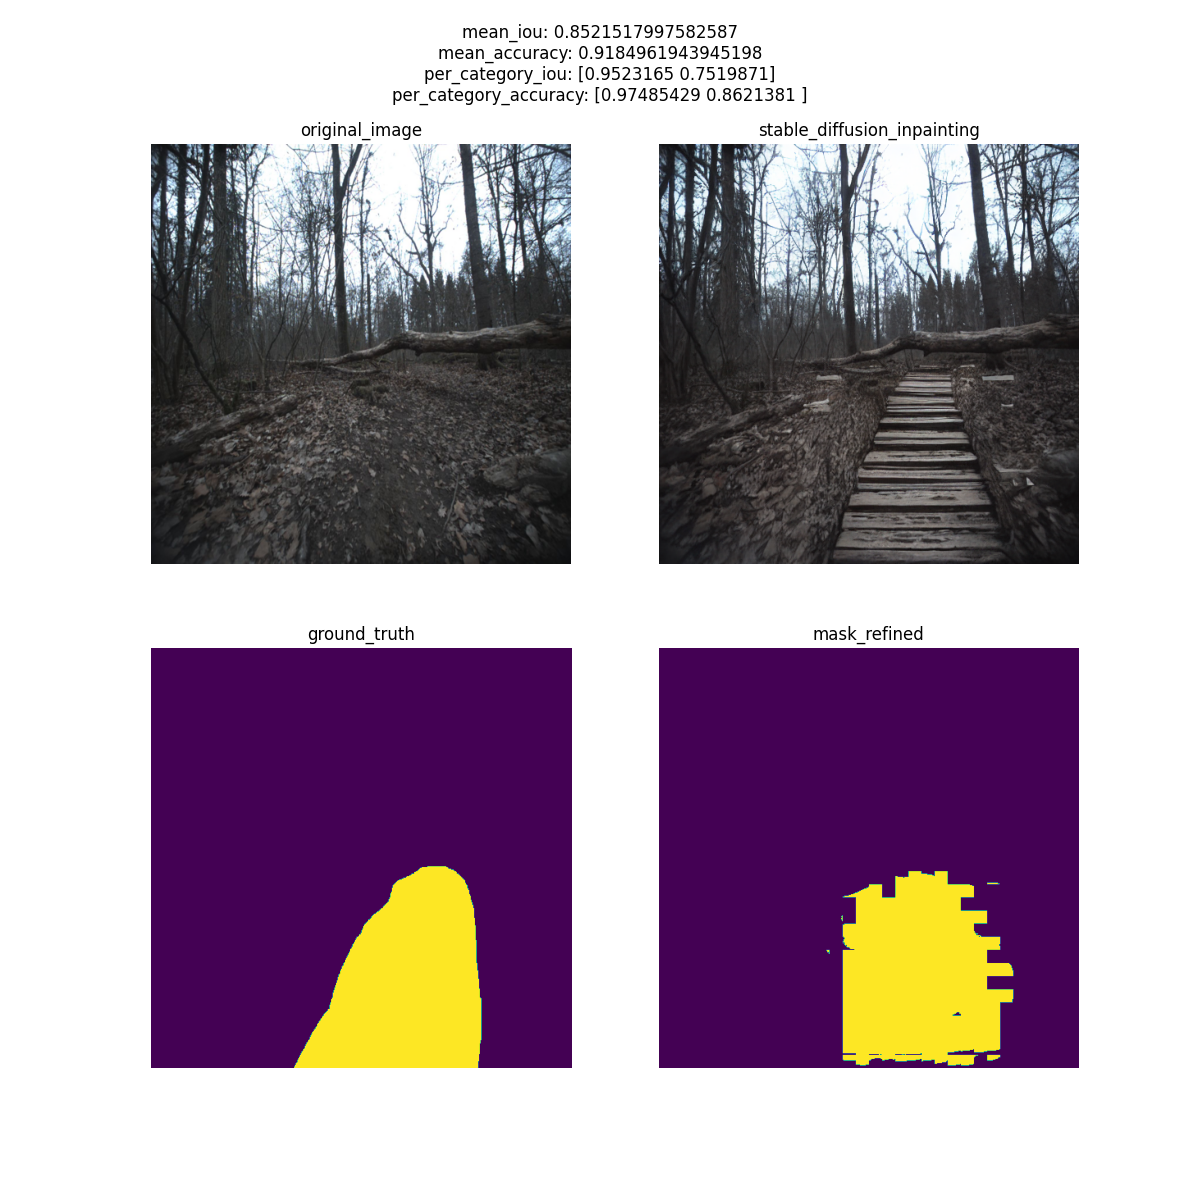 mean_iou: 0.8521517997582587
mean_accuracy: 0.9184961943945198
per_category_iou: [0.9523165 0.7519871]
per_category_accuracy: [0.97485429 0.8621381 ]
original_image
stable_diffusion_inpainting
ground_truth
mask_refined